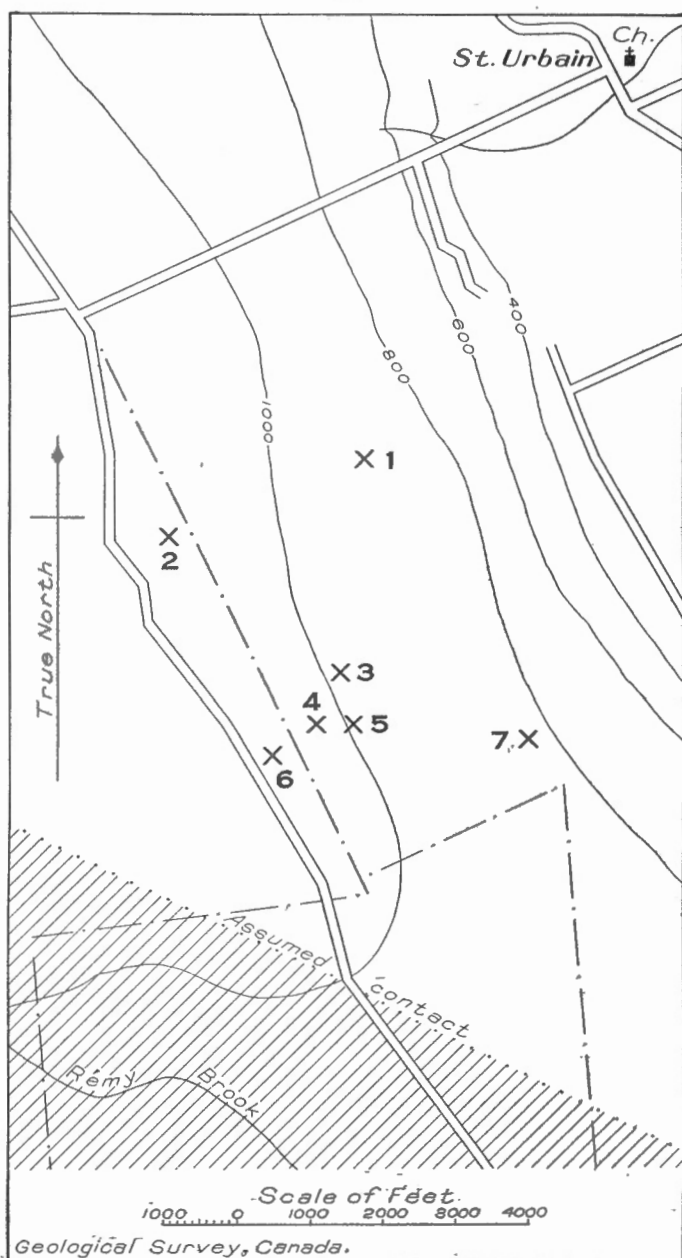 Ch.
St. Urbain
400
600
800
1000
1
2
True North
3
4
5
7
6
Assumed contact
Remy Brook
Scale of Feet
1000 0 1000 2000 3000 4000
Geological Survey, Canada.